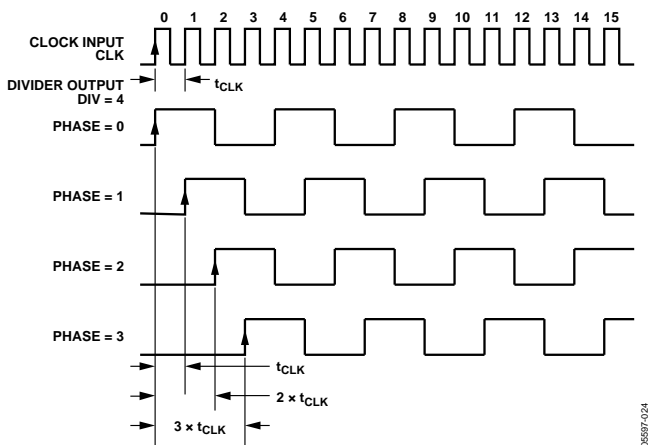 0 1 2 3 4 5 6 7 8 9 10 11 12 13 14 15
CLOCK INPUT
CLK
tCLK
DIVIDER OUTPUT
DIV = 4
PHASE = 0
PHASE = 1
PHASE = 2
PHASE = 3
tCLK
2 × tCLK
3 × tCLK
05597-024